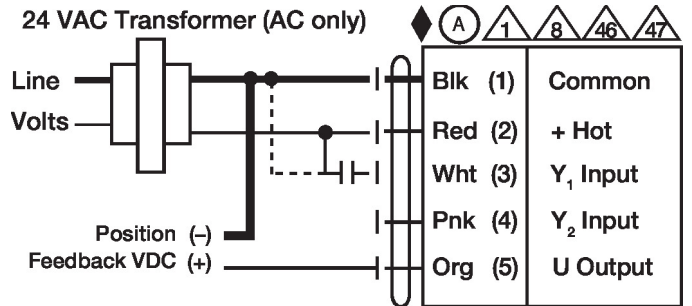 24 VAC Transformer (AC only)
A 1 8 46 47
Line
Volts
Blk (1) Common
Red (2) + Hot
Wht (3) Y₁ Input
Pnk (4) Y₂ Input
Org (5) U Output
Position (–)
Feedback VDC (+)